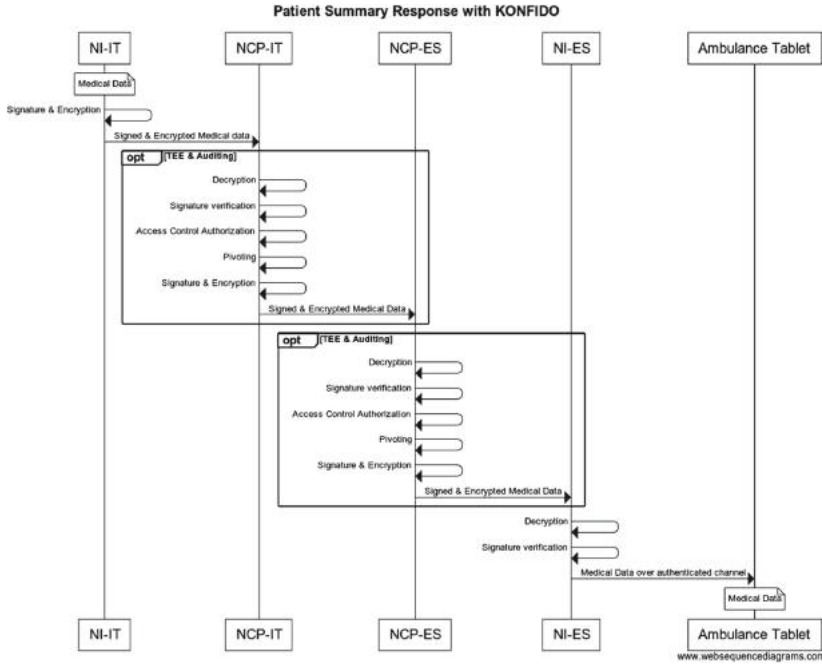 Patient Summary Response with KONFIDO
NI-IT
NCP-IT
NCP-ES
NI-ES
Ambulance Tablet
Medical Data
Signature & Encryption
Signed & Encrypted Medical data
opt
[TEE & Auditing]
Decryption
Signature verification
Access Control Authorization
Pivoting
Signature & Encryption
Signed & Encrypted Medical Data
opt
[TEE & Auditing]
Decryption
Signature verification
Access Control Authorization
Pivoting
Signature & Encryption
Signed & Encrypted Medical Data
Decryption
Signature verification
Medical Data over authenticated channel
Medical Data
NI-IT
NCP-IT
NCP-ES
NI-ES
Ambulance Tablet
www.websequencediagrams.com